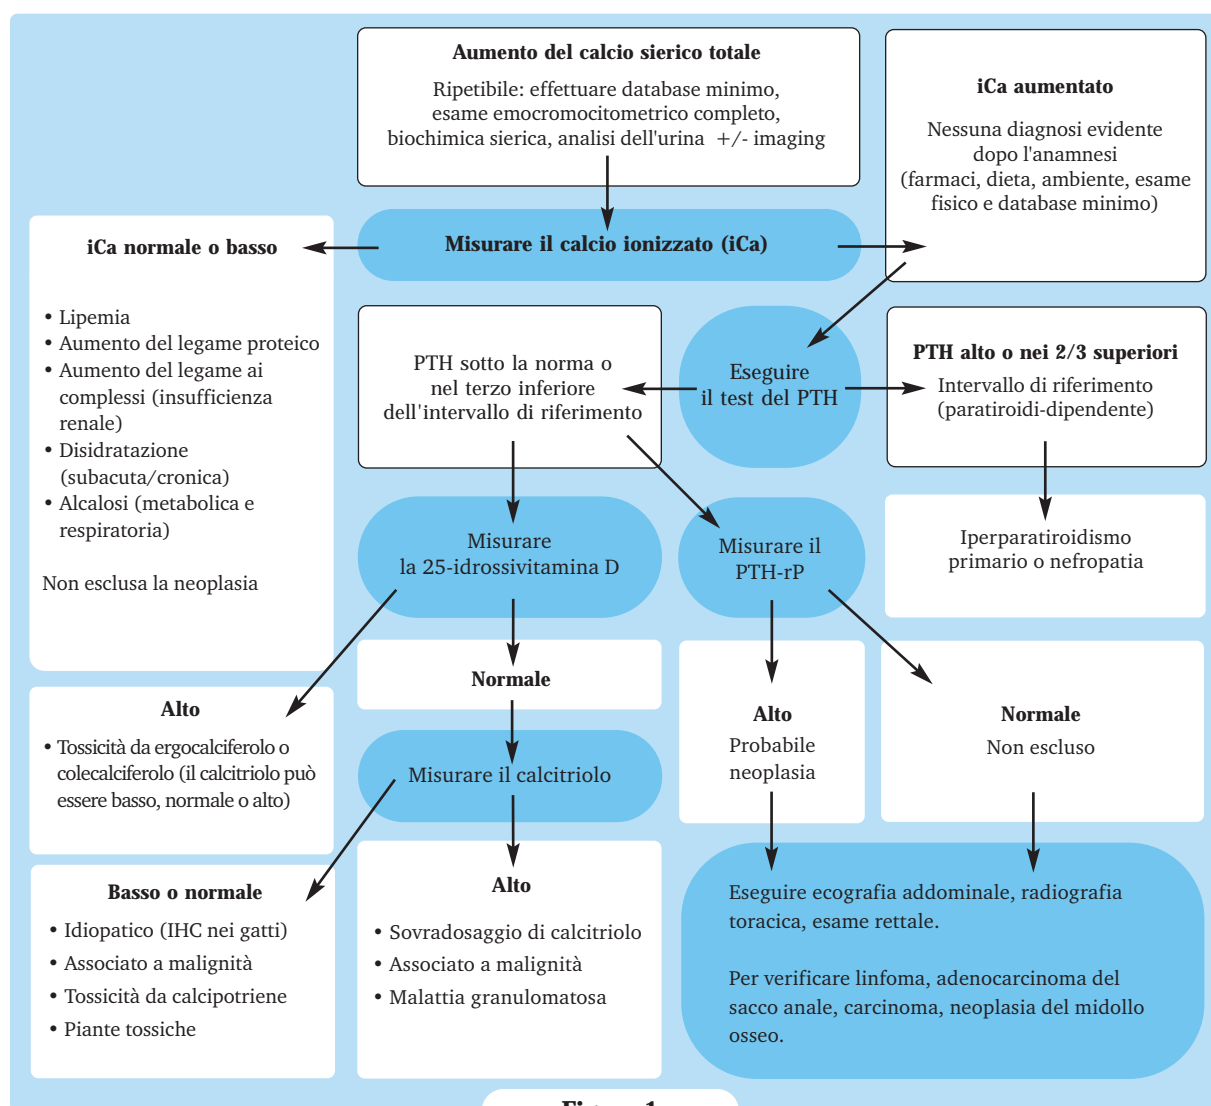 Aumento del calcio sierico totale
Ripetibile: effettuare database minimo,
esame emocromocitometrico completo,
biochimica sierica, analisi dell'urina +/- imaging
iCa aumentato
Nessuna diagnosi evidente
dopo l'anamnesi
(farmaci, dieta, ambiente, esame
fisico e database minimo)
Misurare il calcio ionizzato (iCa)
iCa normale o basso
• Lipemia
• Aumento del legame proteico
• Aumento del legame ai
complessi (insufficienza
renale)
• Disidratazione
(subacuta/cronica)
• Alcalosi (metabolica e
respiratoria)
Non esclusa la neoplasia
PTH sotto la norma o
nel terzo inferiore
dell'intervallo di riferimento
Eseguire
il test del PTH
PTH alto o nei 2/3 superiori
Intervallo di riferimento
(paratiroidi-dipendente)
Iperparatiroidismo
primario o nefropatia
Misurare
la 25-idrossivitamina D
Misurare il
PTH-rP
Normale
Alto
• Tossicità da ergocalciferolo o
colecalciferolo (il calcitriolo può
essere basso, normale o alto)
Misurare il calcitriolo
Alto
Probabile
neoplasia
Normale
Non escluso
Basso o normale
• Idiopatico (IHC nei gatti)
• Associato a malignità
• Tossicità da calcipotriene
• Piante tossiche
Alto
• Sovradosaggio di calcitriolo
• Associato a malignità
• Malattia granulomatosa
Eseguire ecografia addominale, radiografia
toracica, esame rettale.
Per verificare linfoma, adenocarcinoma del
sacco anale, carcinoma, neoplasia del midollo
osseo.